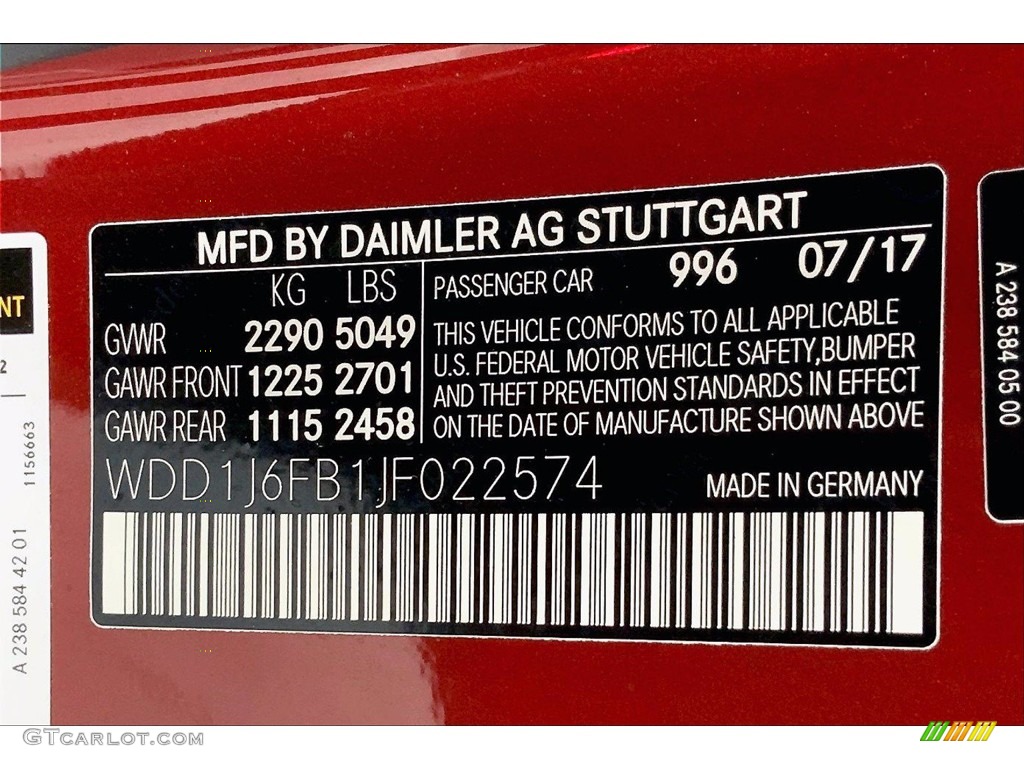 MFD BY DAIMLER AG STUTTGART
KG LBS
GVWR 2290 5049
GAWR FRONT 1225 2701
GAWR REAR 1115 2458
PASSENGER CAR 996 07/17
THIS VEHICLE CONFORMS TO ALL APPLICABLE
U.S. FEDERAL MOTOR VEHICLE SAFETY,BUMPER
AND THEFT PREVENTION STANDARDS IN EFFECT
ON THE DATE OF MANUFACTURE SHOWN ABOVE
WDD1J6FB1JF022574 MADE IN GERMANY
NT
2
1156663
A 238 584 42 01
A 238 584 05 00
GTCARLOT.COM